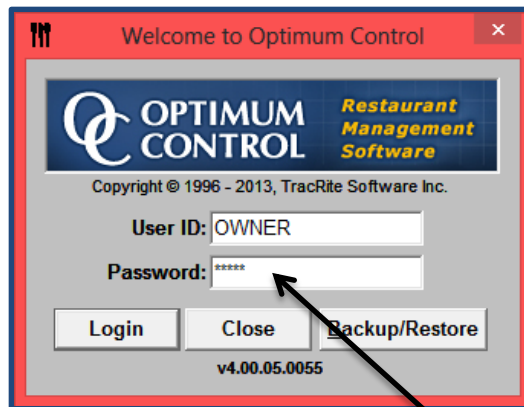 Welcome to Optimum Control
OC OPTIMUM CONTROL
Restaurant
Management
Software
Copyright © 1996 - 2013, TracRite Software Inc.
User ID: OWNER
Password: *****
Login Close Backup/Restore
v4.00.05.0055